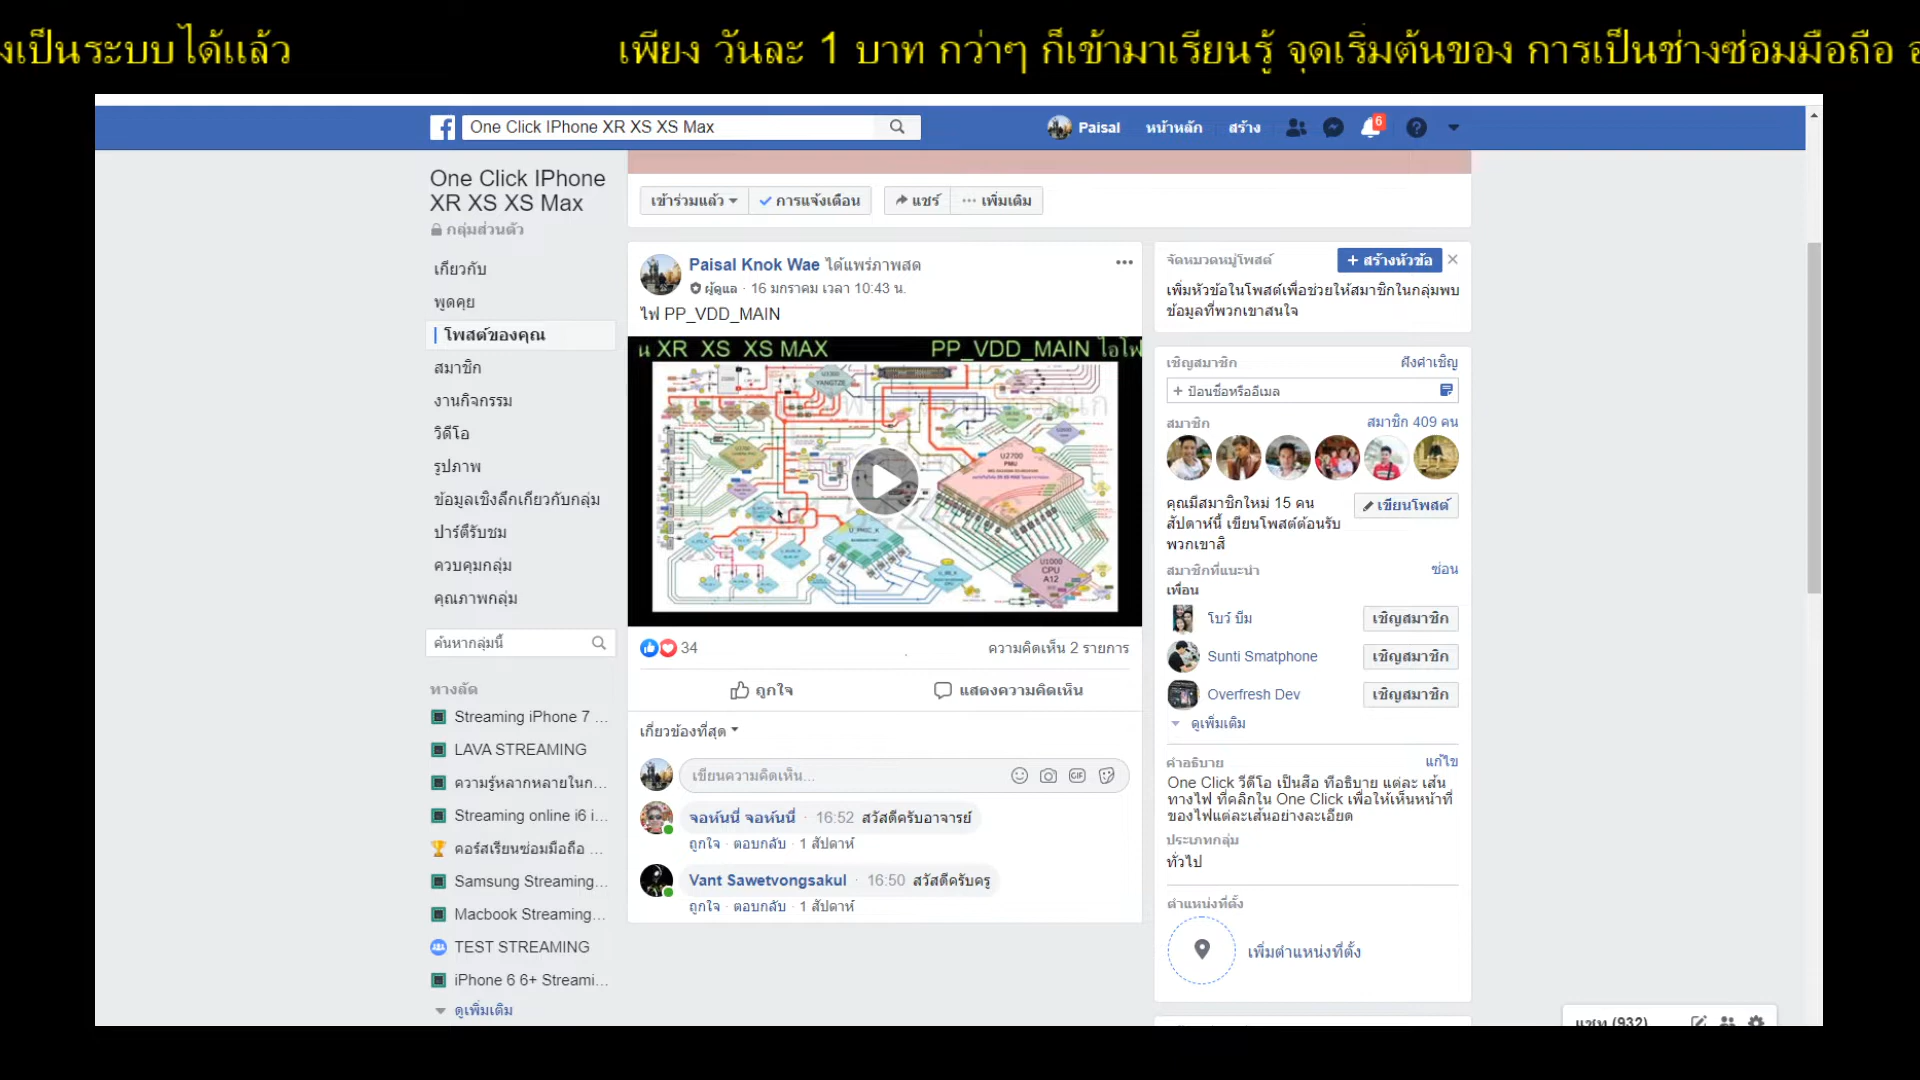 งเป็นระบบได้แล้ว
เพียง วันละ 1 บาท กว่าๆ ก็เข้ามาเรียนรู้ จุดเริ่มต้นของ การเป็นช่างซ่อมมือถือ
One Click IPhone XR XS XS Max
Paisal
หน้าหลัก
สร้าง
6
One Click IPhone
XR XS XS Max
กลุ่มส่วนตัว
เกี่ยวกับ
พูดคุย
โพสต์ของคุณ
สมาชิก
งานกิจกรรม
วิดีโอ
รูปภาพ
ข้อมูลเชิงลึกเกี่ยวกับกลุ่ม
ปาร์ตี้รับชม
ควบคุมกลุ่ม
คุณภาพกลุ่ม
ค้นหากลุ่มนี้
ทางลัด
Streaming iPhone 7 ...
LAVA STREAMING
ความรู้หลากหลายในก...
Streaming online i6 i...
คอร์สเรียนซ่อมมือถือ ...
Samsung Streaming...
Macbook Streaming...
TEST STREAMING
iPhone 6 6+ Streami...
ดูเพิ่มเติม
เข้าร่วมแล้ว
การแจ้งเตือน
แชร์
··· เพิ่มเติม
Paisal Knok Wae ได้แพร่ภาพสด
ผู้ดูแล · 16 มกราคม เวลา 10:43 น.
ไฟ PP_VDD_MAIN
น XR XS XS MAX
PP_VDD_MAIN ไอโฟ
YANGTZE
U2700
PMU
U1000
CPU
A12
34
ความคิดเห็น 2 รายการ
ถูกใจ
แสดงความคิดเห็น
เกี่ยวข้องที่สุด
เขียนความคิดเห็น...
GIF
จอห์นนี่ จอห์นนี่ · 16:52 สวัสดีครับอาจารย์
ถูกใจ · ตอบกลับ · 1 สัปดาห์
Vant Sawetvongsakul · 16:50 สวัสดีครับครู
ถูกใจ · ตอบกลับ · 1 สัปดาห์
จัดหมวดหมู่โพสต์
+ สร้างหัวข้อ
เพิ่มหัวข้อในโพสต์เพื่อช่วยให้สมาชิกในกลุ่มพบ
ข้อมูลที่พวกเขาสนใจ
เชิญสมาชิก
ฝังคำเชิญ
+ ป้อนชื่อหรืออีเมล
สมาชิก
สมาชิก 409 คน
คุณมีสมาชิกใหม่ 15 คน
สัปดาห์นี้ เขียนโพสต์ต้อนรับ
พวกเขาสิ
เขียนโพสต์
สมาชิกที่แนะนำ
ซ่อน
เพื่อน
โบว์ บีม
เชิญสมาชิก
Sunti Smatphone
เชิญสมาชิก
Overfresh Dev
เชิญสมาชิก
ดูเพิ่มเติม
คำอธิบาย
แก้ไข
One Click วีดีโอ เป็นสื่อ ที่อธิบาย แต่ละ เส้น
ทางไฟ ที่คลิกใน One Click เพื่อให้เห็นหน้าที่
ของไฟแต่ละเส้นอย่างละเอียด
ประเภทกลุ่ม
ทั่วไป
ตำแหน่งที่ตั้ง
เพิ่มตำแหน่งที่ตั้ง
แชท (932)